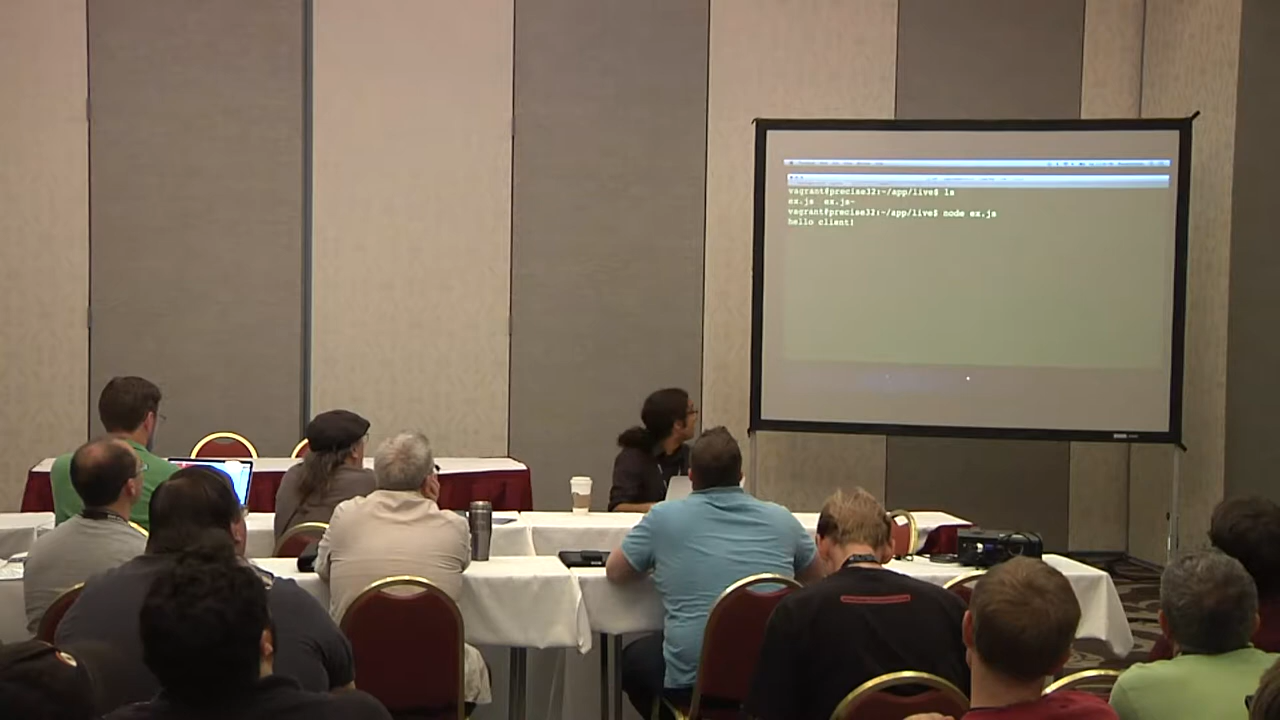 vagrant@precise32:~/app/live$ ls
ex.js ex.js~
vagrant@precise32:~/app/live$ node ex.js
hello client!